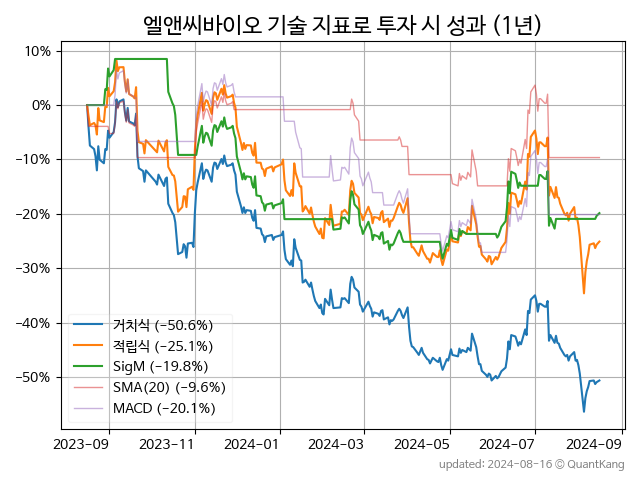 엘앤씨바이오 기술 지표로 투자 시 성과 (1년)
10%
0%
−10%
−20%
−30%
−40%
−50%
거치식 (−50.6%)
적립식 (−25.1%)
SigM (−19.8%)
SMA(20) (−9.6%)
MACD (−20.1%)
2023−09 2023−11 2024−01 2024−03 2024−05 2024−07 2024−09
updated: 2024-08-16 © QuantKang